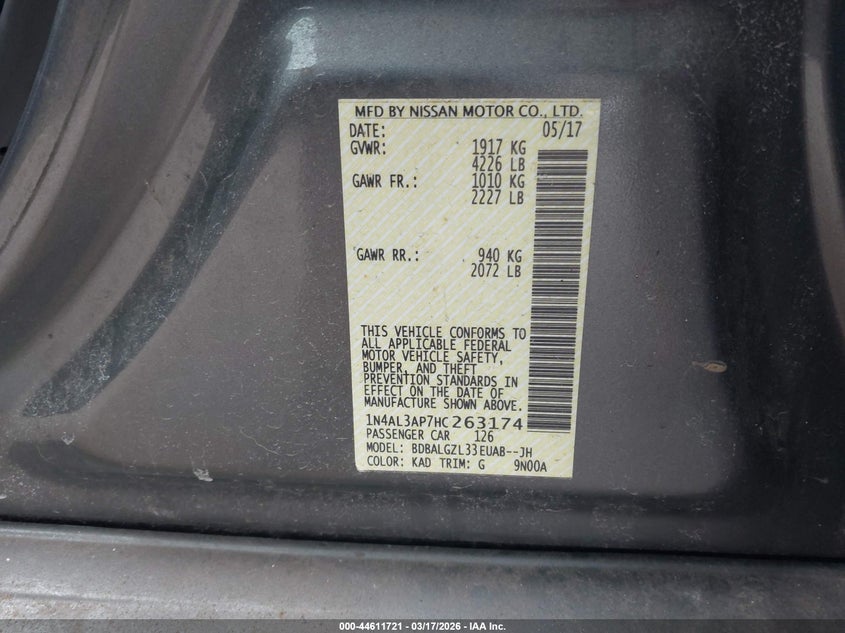 MFD BY NISSAN MOTOR CO., LTD.
DATE: 05/17
GVWR: 1917 KG
4226 LB
GAWR FR.: 1010 KG
2227 LB
GAWR RR.: 940 KG
2072 LB
THIS VEHICLE CONFORMS TO
ALL APPLICABLE FEDERAL
MOTOR VEHICLE SAFETY,
BUMPER, AND THEFT
PREVENTION STANDARDS IN
EFFECT ON THE DATE OF
MANUFACTURE SHOWN ABOVE.
1N4AL3AP7HC263174
PASSENGER CAR 126
MODEL: BDBALGZL33EUAB--JH
COLOR: KAD TRIM: G 9N00A
000-44611721 - 03/17/2026 - IAA Inc.